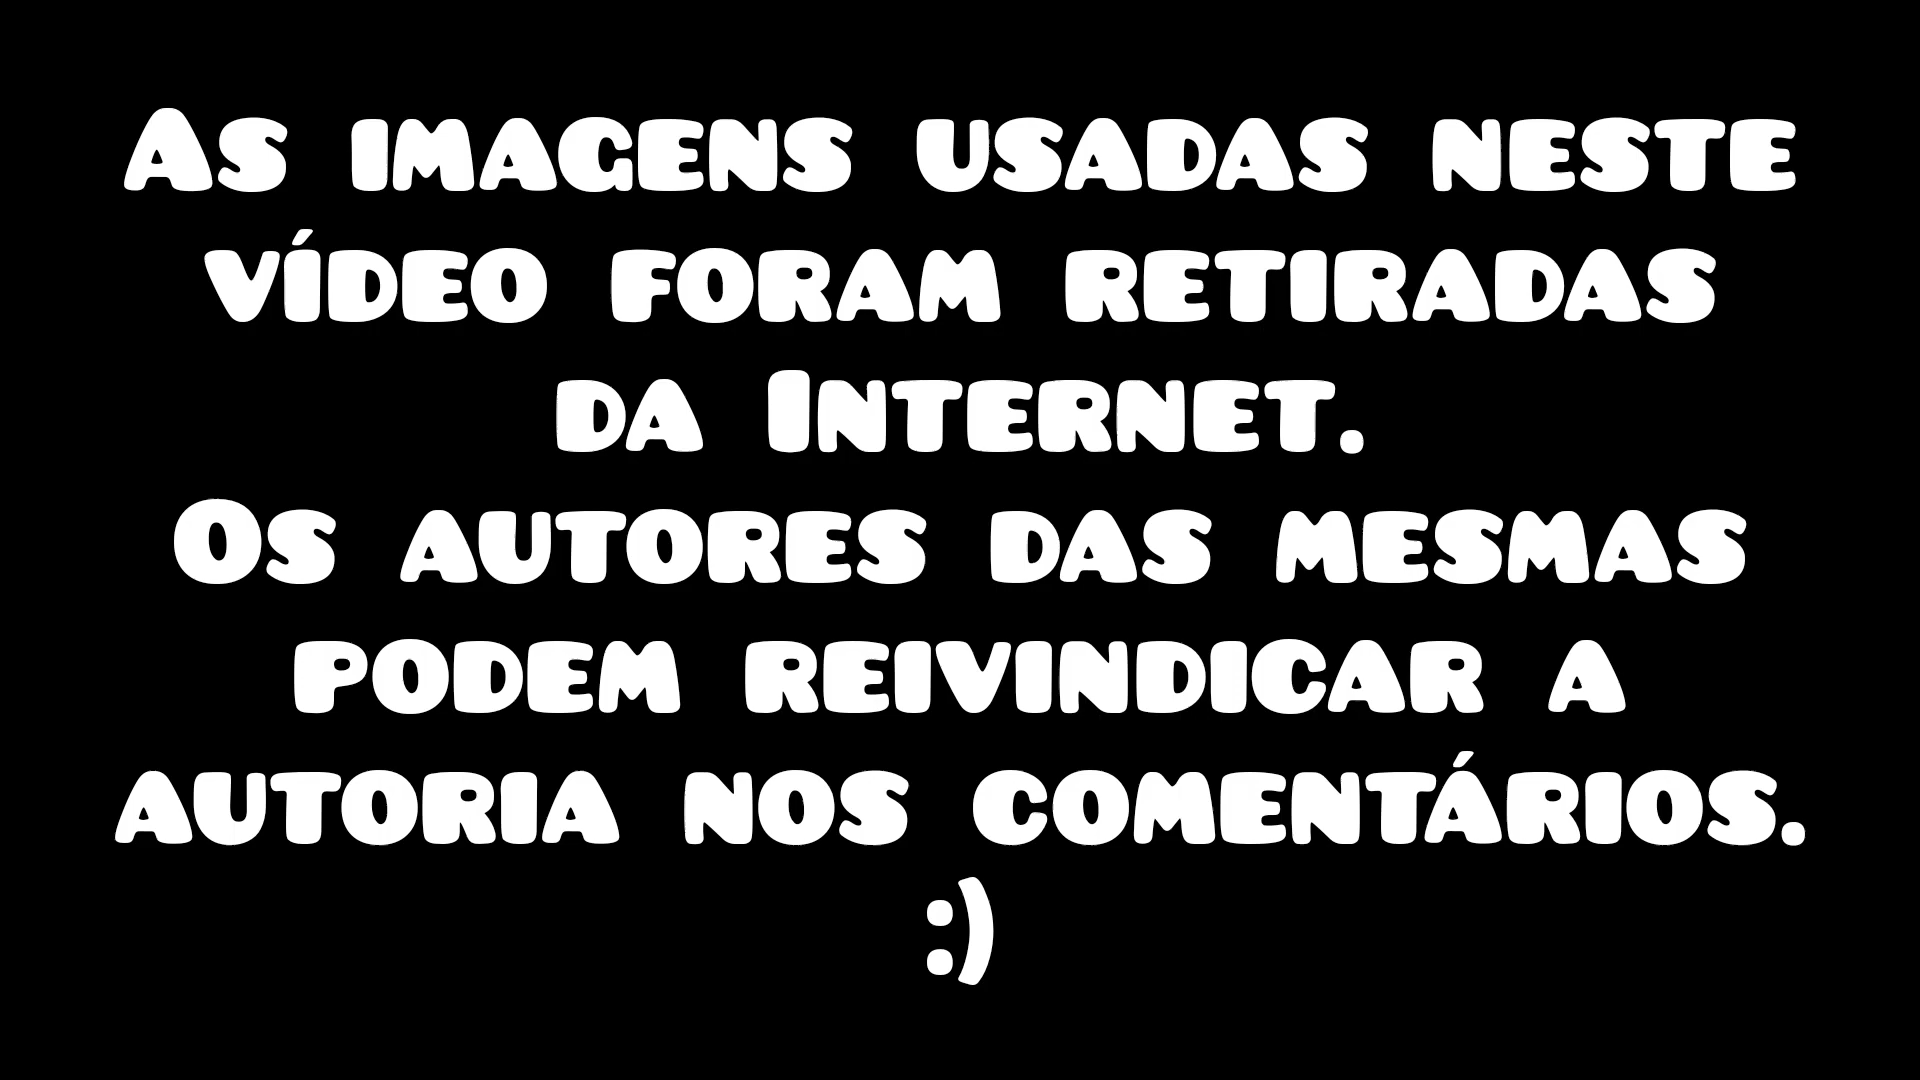 As imagens usadas neste
vídeo foram retiradas
da Internet.
Os autores das mesmas
podem reivindicar a
autoria nos comentários.
:)